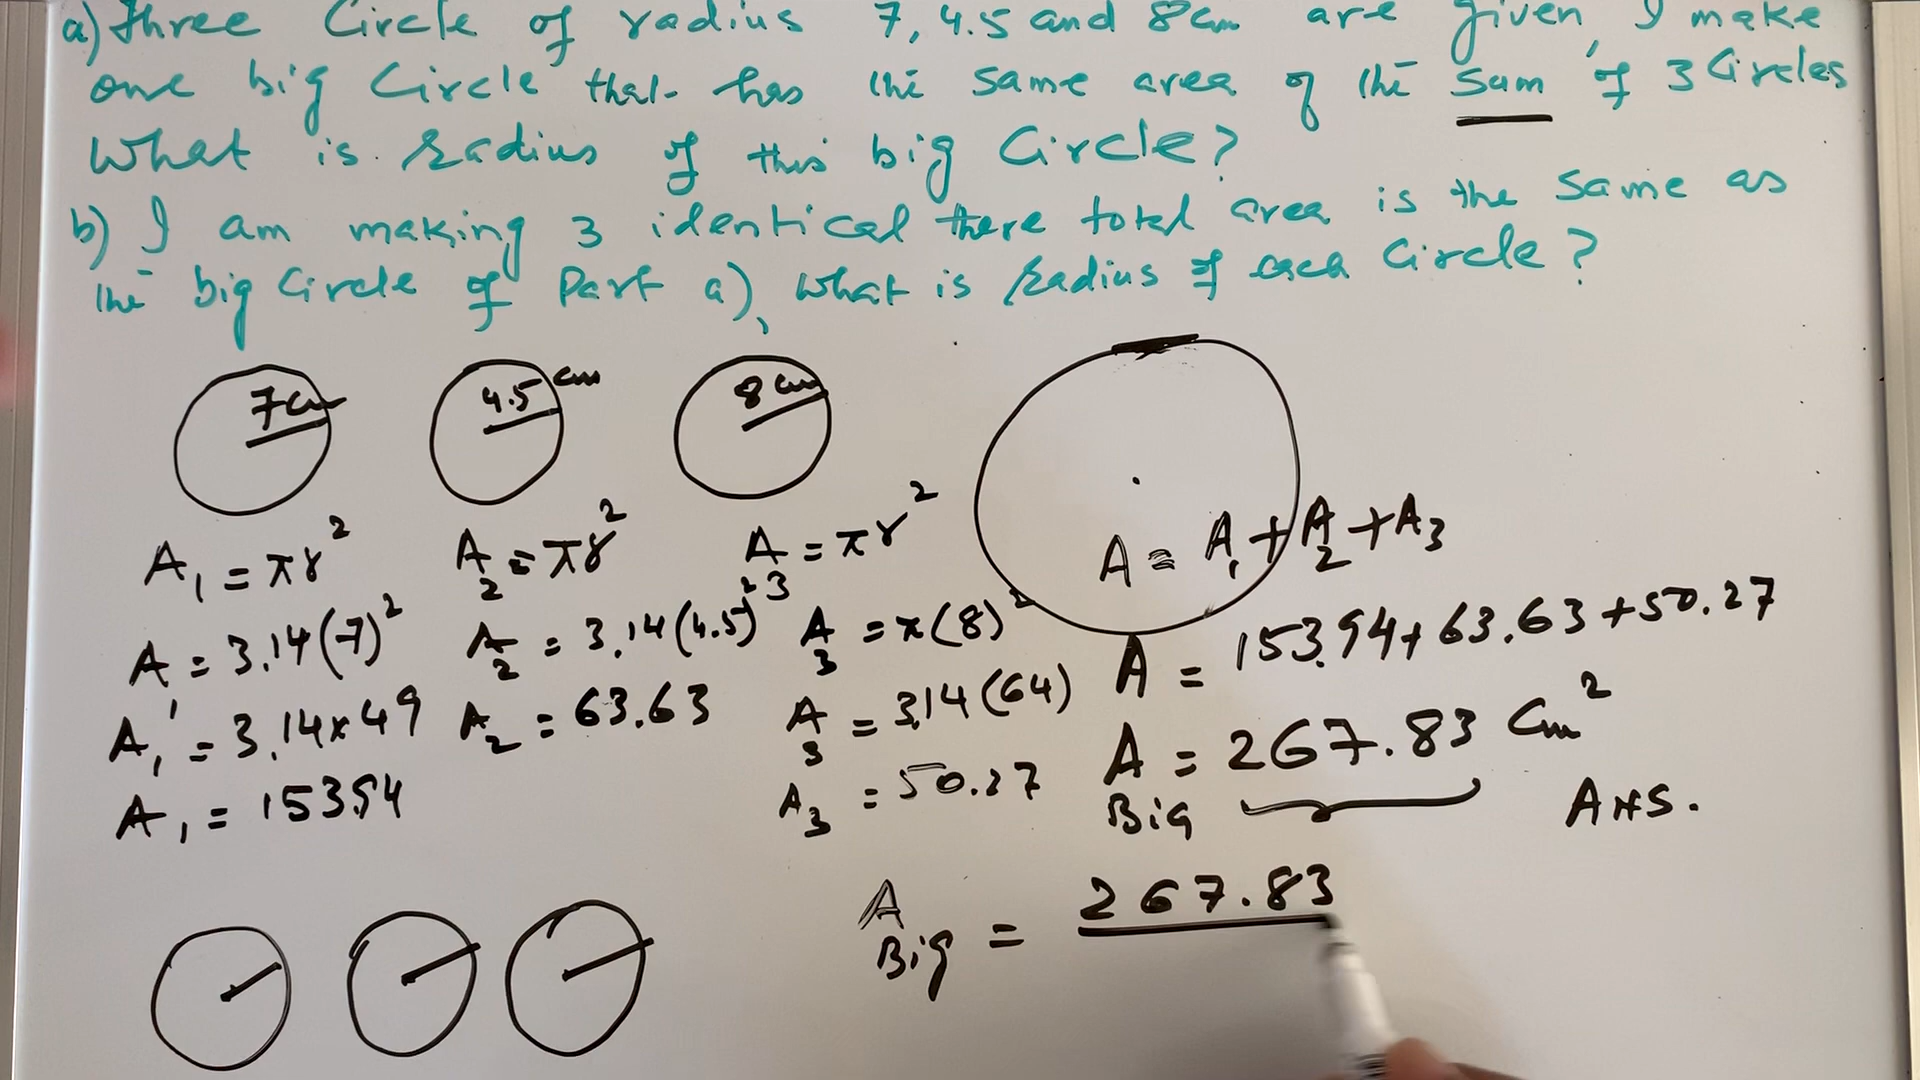 a) three Circle of radius 7, 4.5 and 8cm are given, I make
one big Circle that has the same area of the sum of 3 Circles
What is radius of this big Circle?
b) I am making 3 identical there total area is the same as
the big Circle of Part a), what is radius of each Circle?
7cm
4.5 cm
8 cm
A₁ = πr²
A₂ = πr²
A₃ = πr²
A = A₁ + A₂ + A₃
A₁ = 3.14(7)²
A₂ = 3.14(4.5)²
A₃ = π(8)²
A = 153.94+63.63+50.27
A₁ = 3.14x49
A₂ = 63.63
A₃ = 3.14(64)
A Big = 267.83 Cm²
A₁ = 153.94
A₃ = 50.27
Ans.
A Big = 267.83